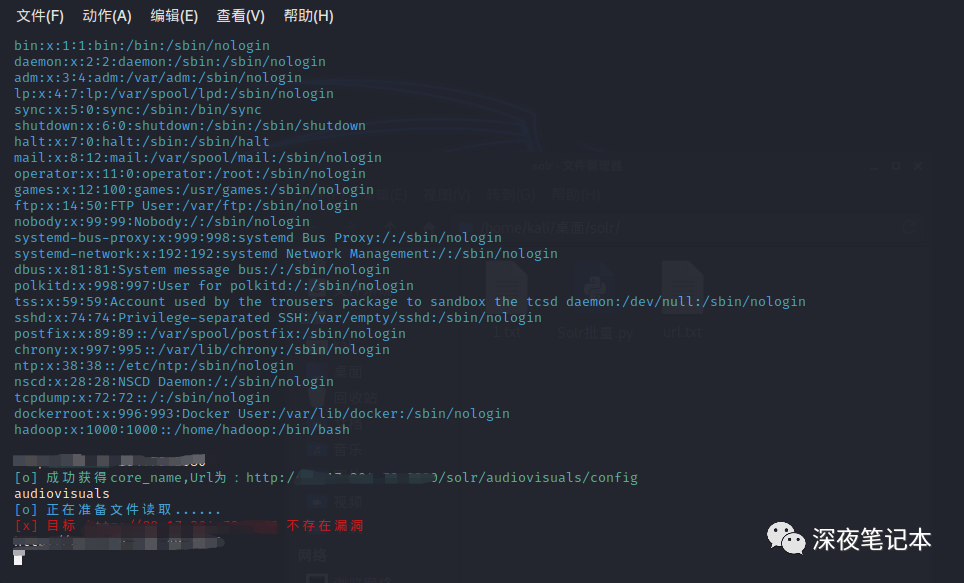 文件(F) 动作(A) 编辑(E) 查看(V) 帮助(H)
bin:x:1:1:bin:/bin:/sbin/nologin
daemon:x:2:2:daemon:/sbin:/sbin/nologin
adm:x:3:4:adm:/var/adm:/sbin/nologin
lp:x:4:7:lp:/var/spool/lpd:/sbin/nologin
sync:x:5:0:sync:/sbin:/bin/sync
shutdown:x:6:0:shutdown:/sbin:/sbin/shutdown
halt:x:7:0:halt:/sbin:/sbin/halt
mail:x:8:12:mail:/var/spool/mail:/sbin/nologin
operator:x:11:0:operator:/root:/sbin/nologin
games:x:12:100:games:/usr/games:/sbin/nologin
ftp:x:14:50:FTP User:/var/ftp:/sbin/nologin
nobody:x:99:99:Nobody:/:/sbin/nologin
systemd-bus-proxy:x:999:998:systemd Bus Proxy:/:/sbin/nologin
systemd-network:x:192:192:systemd Network Management:/:/sbin/nologin
dbus:x:81:81:System message bus:/:/sbin/nologin
polkitd:x:998:997:User for polkitd:/:/sbin/nologin
tss:x:59:59:Account used by the trousers package to sandbox the tcsd daemon:/dev/null:/sbin/nologin
sshd:x:74:74:Privilege-separated SSH:/var/empty/sshd:/sbin/nologin
postfix:x:89:89::/var/spool/postfix:/sbin/nologin
chrony:x:997:995::/var/lib/chrony:/sbin/nologin
ntp:x:38:38::/etc/ntp:/sbin/nologin
nscd:x:28:28:NSCD Daemon:/:/sbin/nologin
tcpdump:x:72:72::/:/sbin/nologin
dockerroot:x:996:993:Docker User:/var/lib/docker:/sbin/nologin
hadoop:x:1000:1000::/home/hadoop:/bin/bash
[o] 成功获得core_name,Url为：http:/ /solr/audiovisuals/config
audiovisuals
[o] 正在准备文件读取......
[x] 目标 不存在漏洞
深夜笔记本